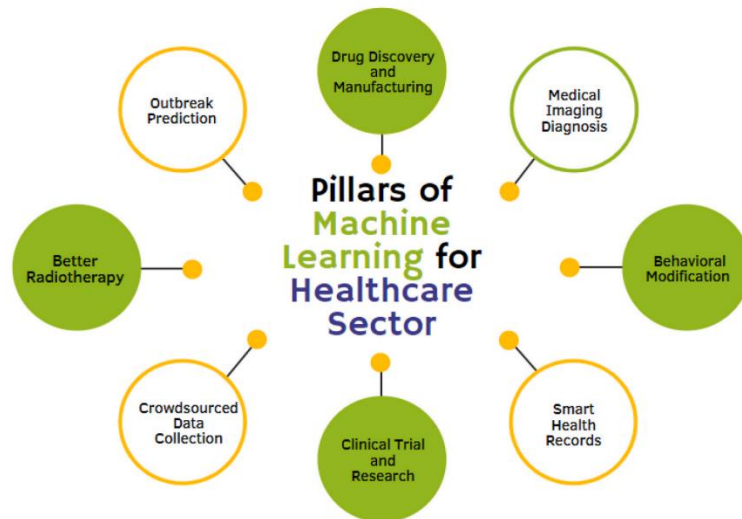 Drug Discovery
and
Manufacturing
Outbreak
Prediction
Medical
Imaging
Diagnosis
Pillars of
Machine
Learning for
Healthcare
Sector
Better
Radiotherapy
Behavioral
Modification
Crowdsourced
Data
Collection
Clinical Trial
and
Research
Smart
Health
Records